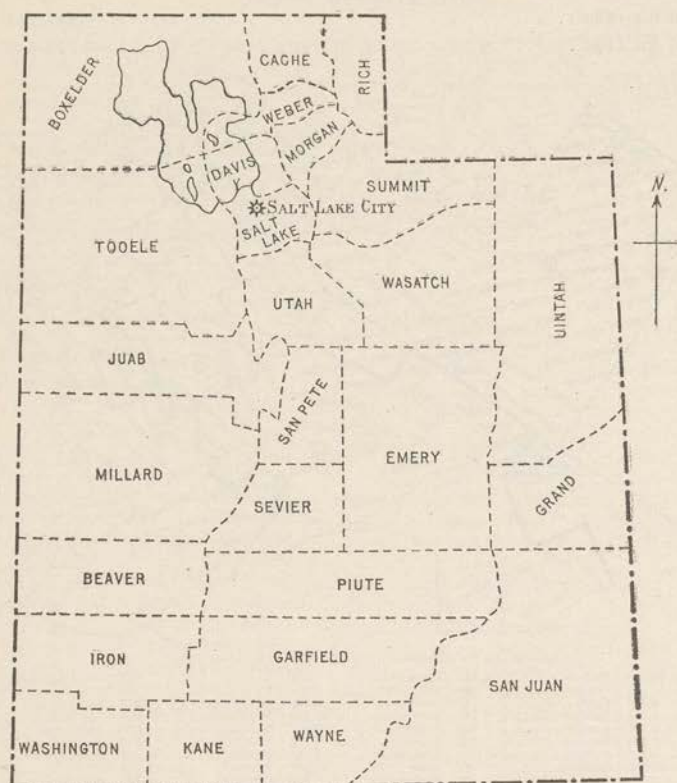 CACHE
RICH
BOXELDER
WEBER
MORGAN
DAVIS
SUMMIT
N.
SALT LAKE CITY
SALT
LAKE
TOOELE
WASATCH
UINTAH
UTAH
JUAB
SAN PETE
EMERY
MILLARD
SEVIER
GRAND
BEAVER
PIUTE
IRON
GARFIELD
SAN JUAN
WASHINGTON
KANE
WAYNE